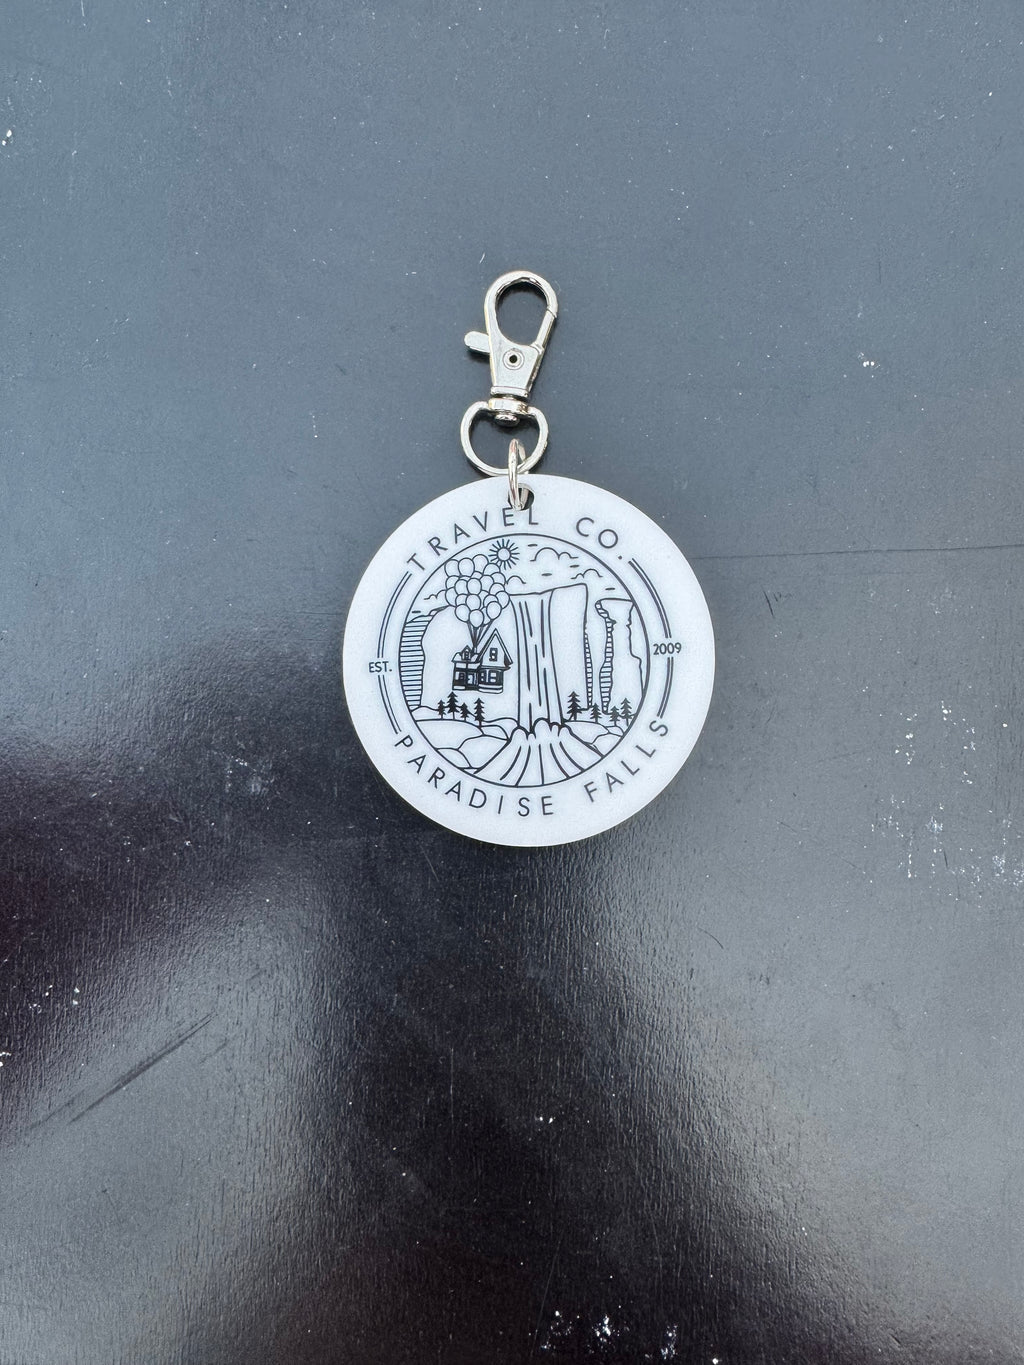 TRAVEL CO.
EST.
2009
PARADISE FALLS